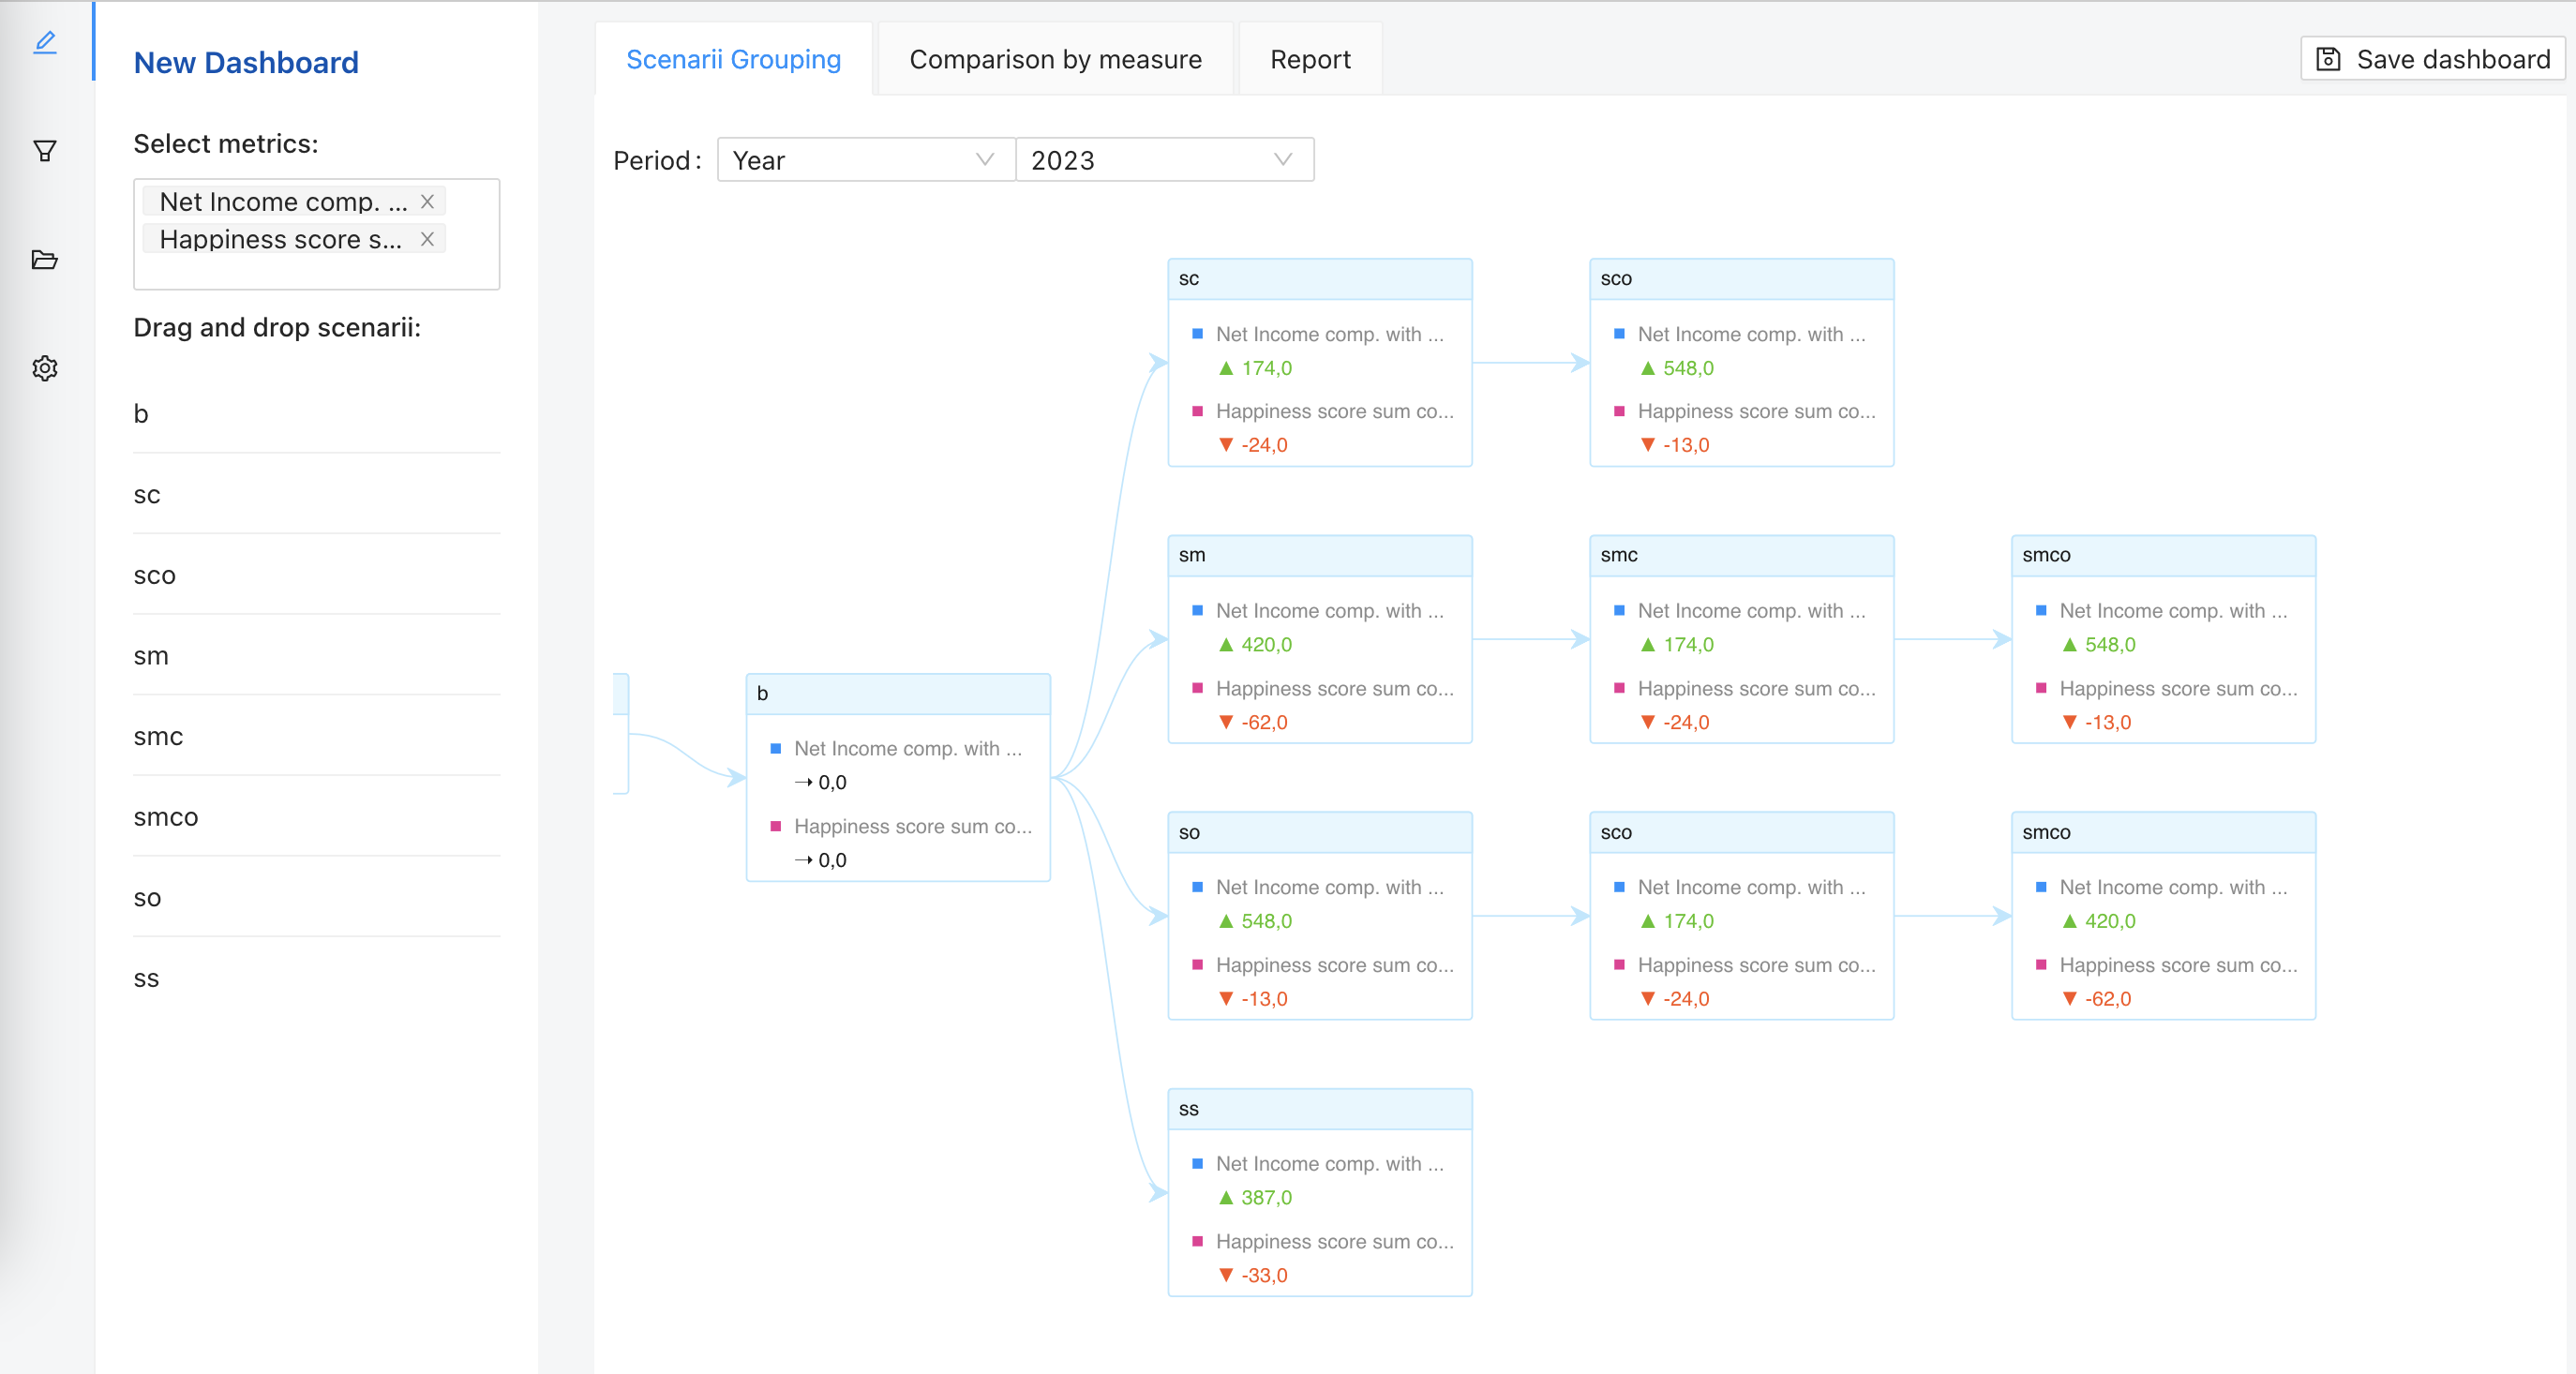 New Dashboard
Select metrics:
Net Income comp. ...
Happiness score s...
Drag and drop scenarii:
b
sc
sco
sm
smc
smco
so
ss
Scenarii Grouping
Comparison by measure
Report
Save dashboard
Period:
Year
2023
sc
Net Income comp. with ...
174,0
Happiness score sum co...
-24,0
sco
Net Income comp. with ...
548,0
Happiness score sum co...
-13,0
sm
Net Income comp. with ...
420,0
Happiness score sum co...
-62,0
smc
Net Income comp. with ...
174,0
Happiness score sum co...
-24,0
smco
Net Income comp. with ...
548,0
Happiness score sum co...
-13,0
b
Net Income comp. with ...
0,0
Happiness score sum co...
0,0
so
Net Income comp. with ...
548,0
Happiness score sum co...
-13,0
sco
Net Income comp. with ...
174,0
Happiness score sum co...
-24,0
smco
Net Income comp. with ...
420,0
Happiness score sum co...
-62,0
ss
Net Income comp. with ...
387,0
Happiness score sum co...
-33,0